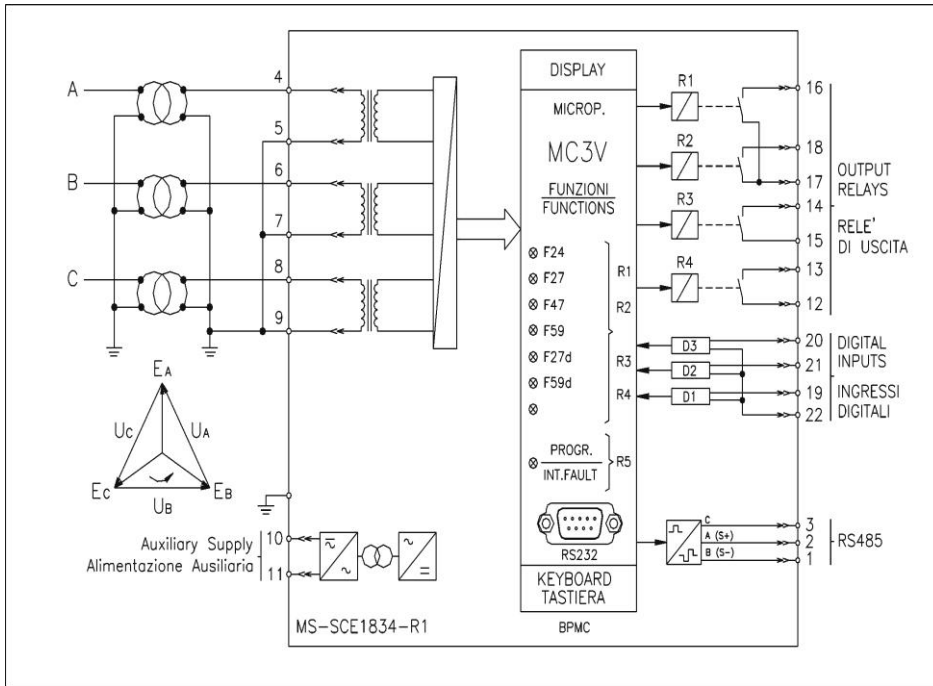 A
B
C
4
5
6
7
8
9
EA
UC
UA
EC
UB
EB
Auxiliary Supply
Alimentazione Ausiliaria
10
11
MS-SCE1834-R1
DISPLAY
MICROP.
MC3V
FUNZIONI
FUNCTIONS
F24
F27
F47
F59
F27d
F59d
R1
R2
R3
R4
PROGR.
INT.FAULT
R5
RS232
KEYBOARD
TASTIERA
BPMC
R1
R2
R3
R4
16
18
17
14
15
13
12
OUTPUT
RELAYS
RELE'
DI USCITA
D3
D2
D1
20
21
19
22
DIGITAL
INPUTS
INGRESSI
DIGITALI
C
A (S+)
B (S-)
3
2
1
RS485